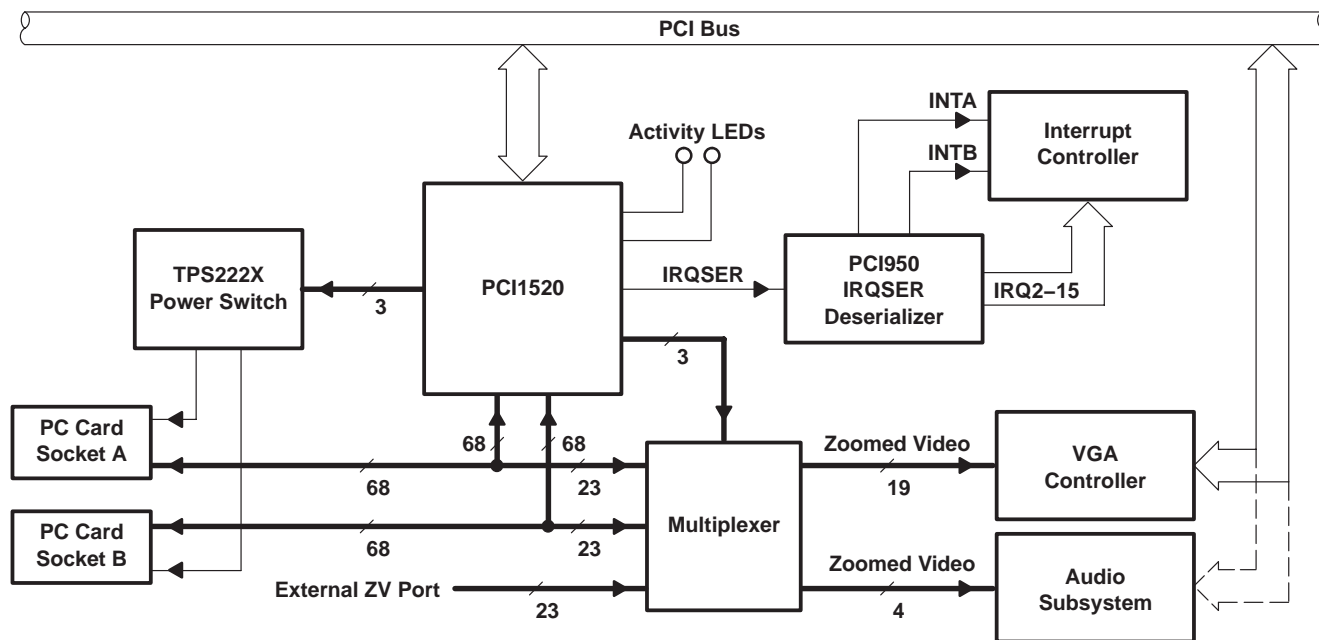 PCI Bus
Activity LEDs
INTA
INTB
Interrupt
Controller
TPS222X
Power Switch
3
PCI1520
IRQSER
PCI950
IRQSER
Deserializer
IRQ2–15
3
PC Card
Socket A
68
68
68
23
Zoomed Video
19
VGA
Controller
PC Card
Socket B
68
23
Multiplexer
External ZV Port
23
Zoomed Video
4
Audio
Subsystem